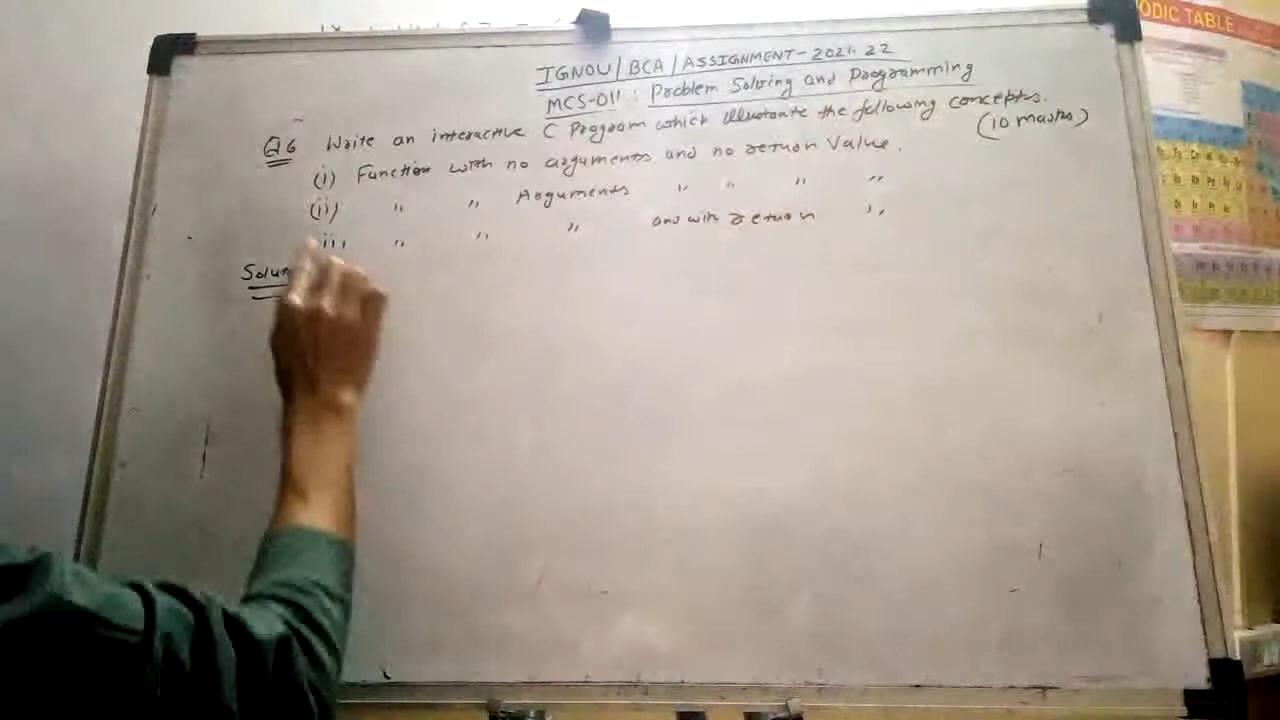 IGNOU/BCA/ASSIGNMENT-2021-22
MCS-011: Problem Solving and Programming
Q6 Write an interactive C Program which illustrate the following concepts.
(10 marks)
(i) Function with no arguments and no return Value.
(ii) " " Arguments " " " "
iii, " " " and with return "
Solun
ODIC TABLE